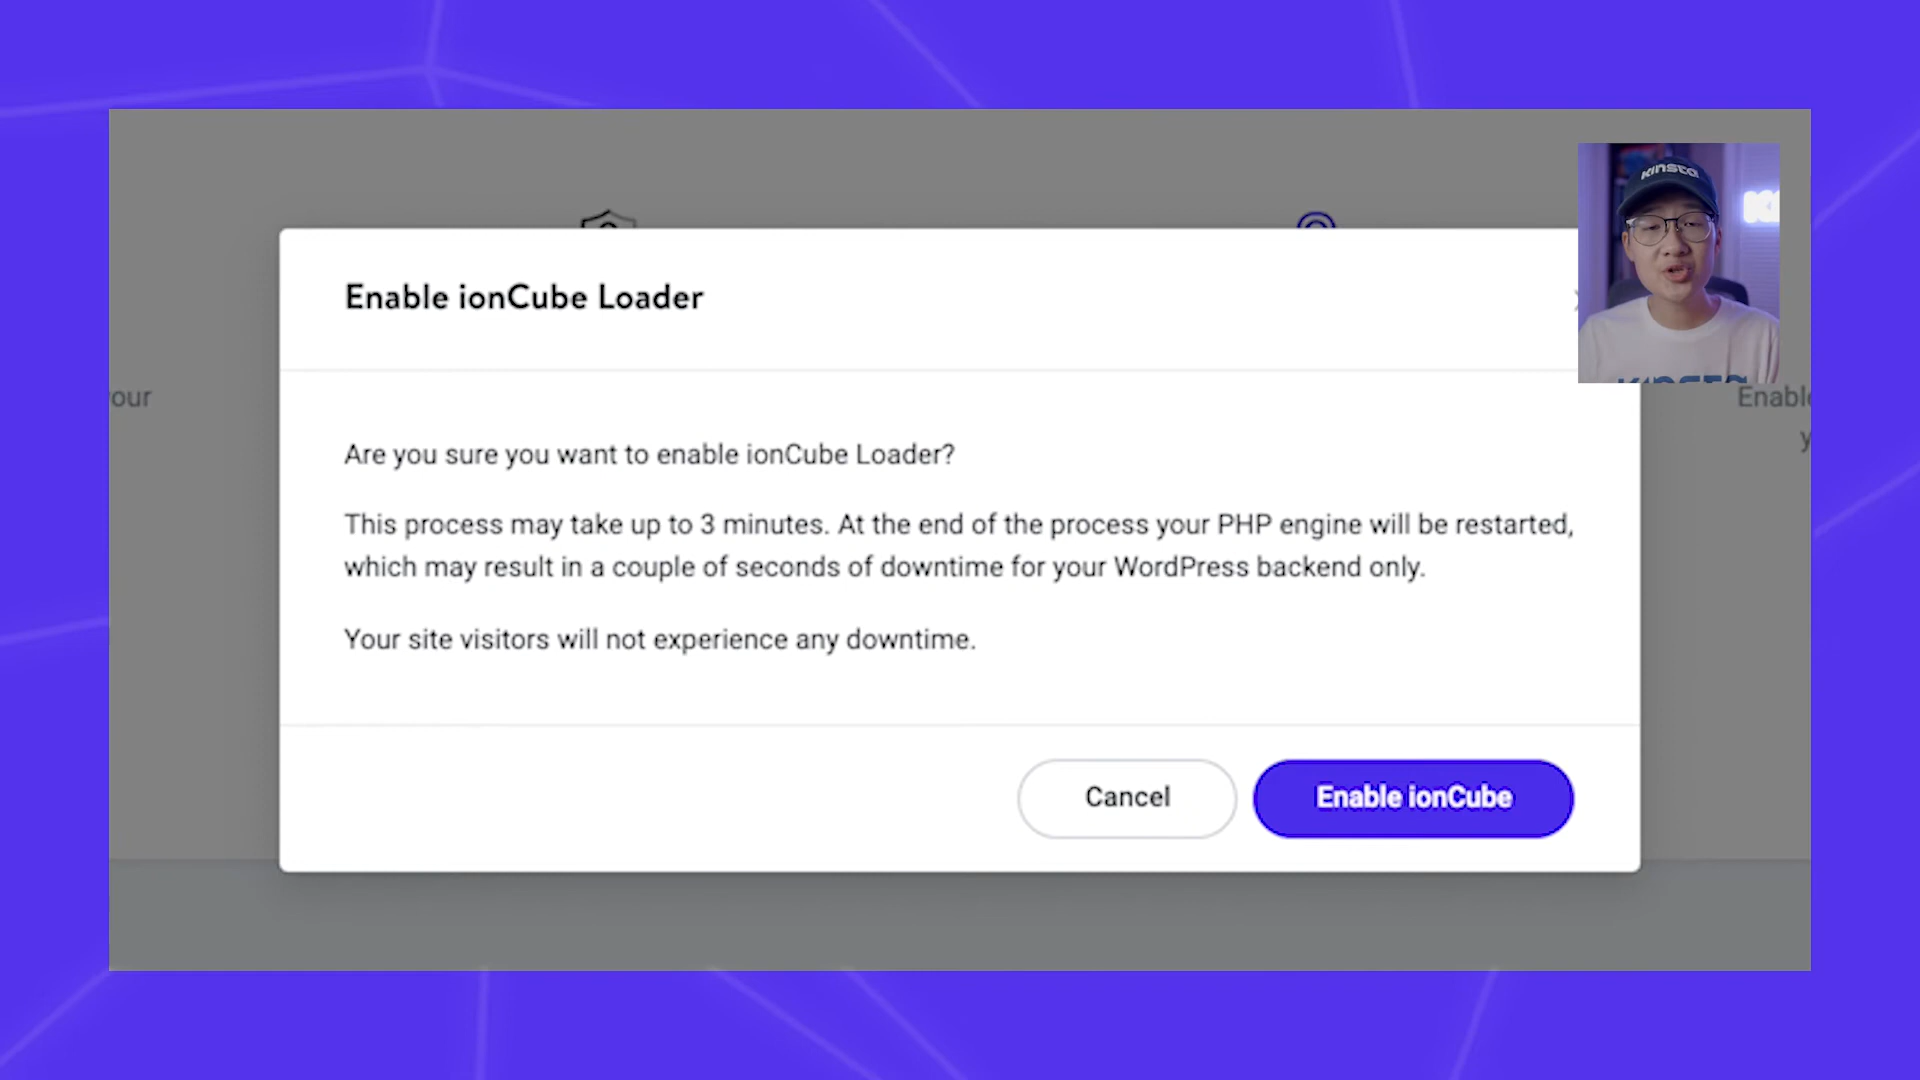 KINSTA
Enable ionCube Loader
your
Are you sure you want to enable ionCube Loader?
This process may take up to 3 minutes. At the end of the process your PHP engine will be restarted,
which may result in a couple of seconds of downtime for your WordPress backend only.
Your site visitors will not experience any downtime.
Cancel
Enable ionCube